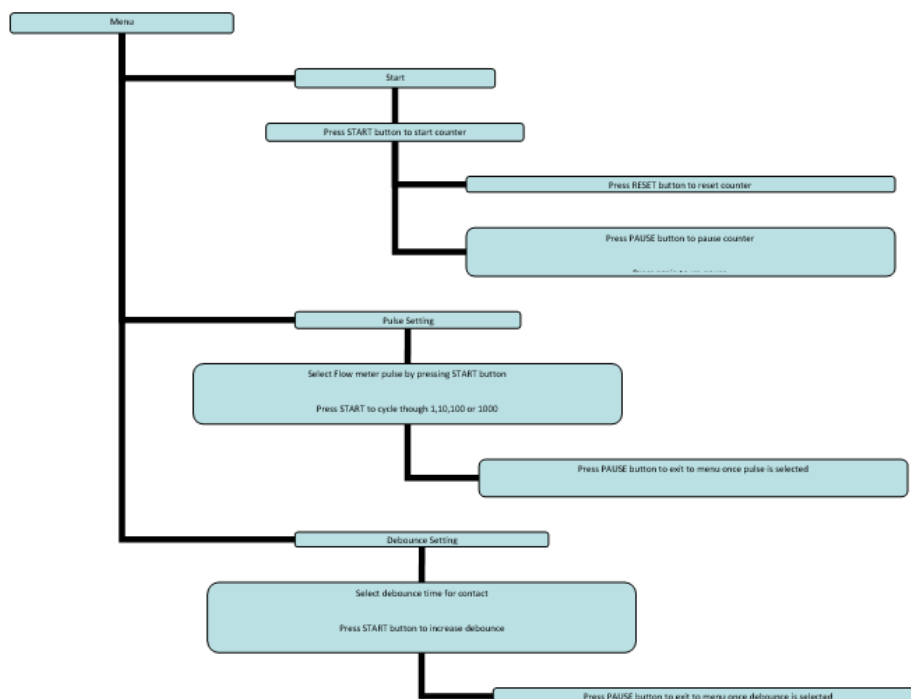 Menu
Start
Press START button to start counter
Press RESET button to reset counter
Press PAUSE button to pause counter
Pulse Setting
Select Flow meter pulse by pressing START button
Press START to cycle though 1,10,100 or 1000
Press PAUSE button to exit to menu once pulse is selected
Debounce Setting
Select debounce time for contact
Press START button to increase debounce
Press PAUSE button to exit to menu once debounce is selected